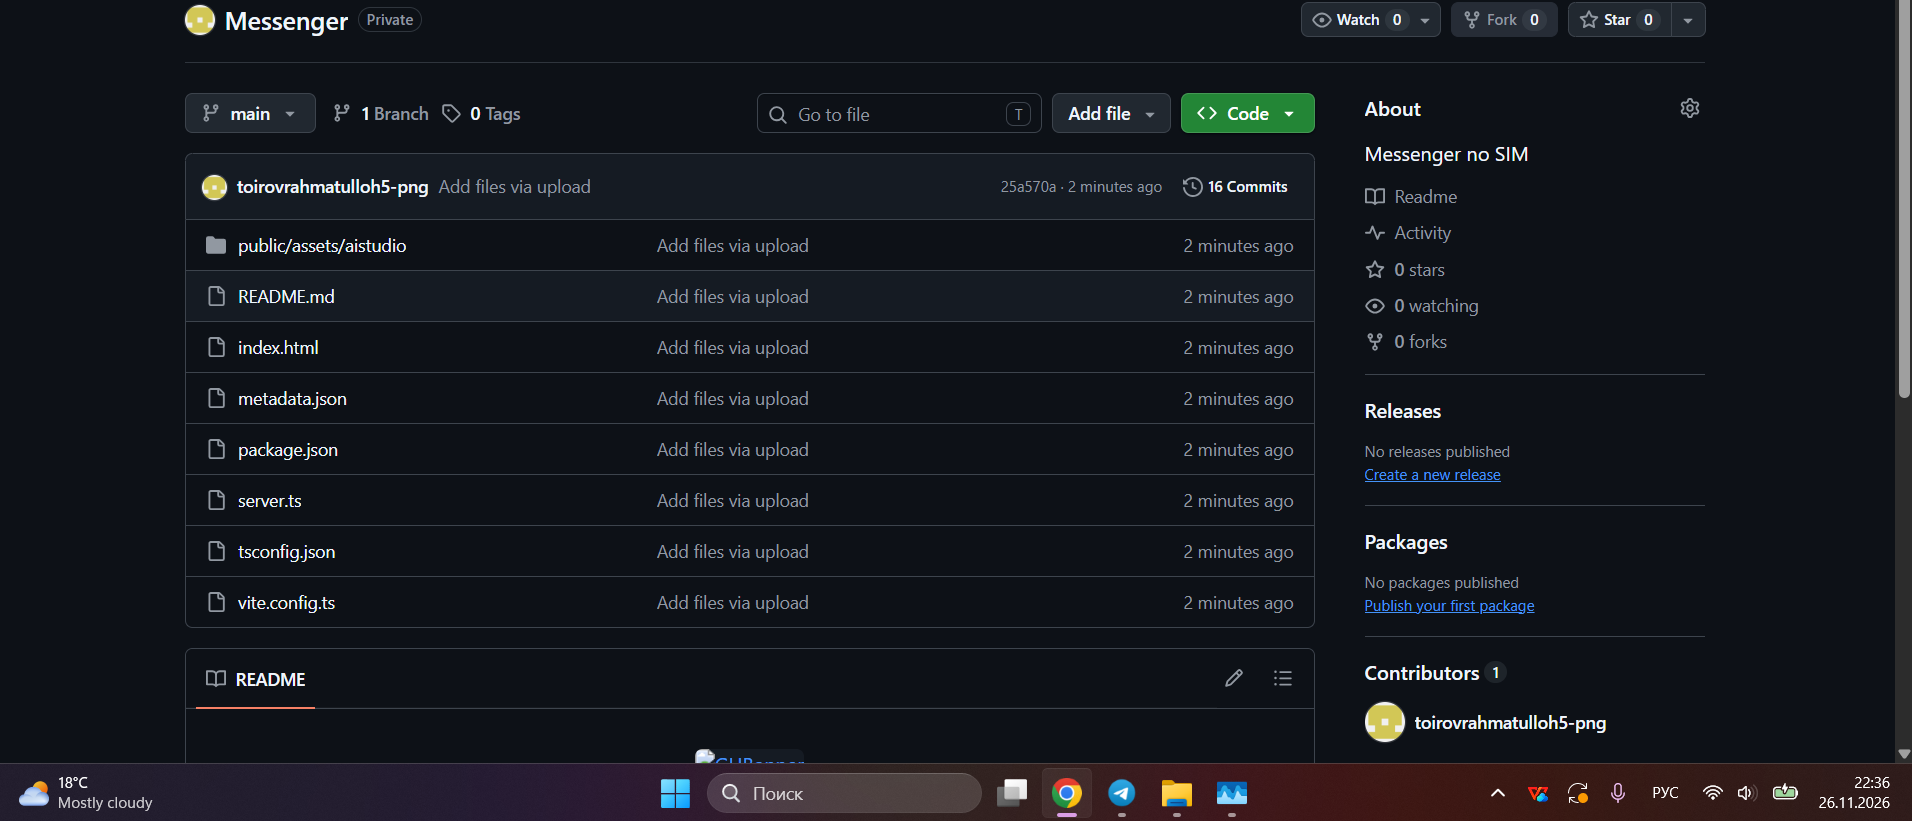 Messenger Private
Watch 0
Fork 0
Star 0
main
1 Branch
0 Tags
Go to file T
Add file
Code
toirovrahmatulloh5-png Add files via upload 25a570a · 2 minutes ago 16 Commits
public/assets/aistudio Add files via upload 2 minutes ago
README.md Add files via upload 2 minutes ago
index.html Add files via upload 2 minutes ago
metadata.json Add files via upload 2 minutes ago
package.json Add files via upload 2 minutes ago
server.ts Add files via upload 2 minutes ago
tsconfig.json Add files via upload 2 minutes ago
vite.config.ts Add files via upload 2 minutes ago
README
About
Messenger no SIM
Readme
Activity
0 stars
0 watching
0 forks
Releases
No releases published
Create a new release
Packages
No packages published
Publish your first package
Contributors 1
toirovrahmatulloh5-png
18°C
Mostly cloudy
Поиск
РУС
22:36
26.11.2026